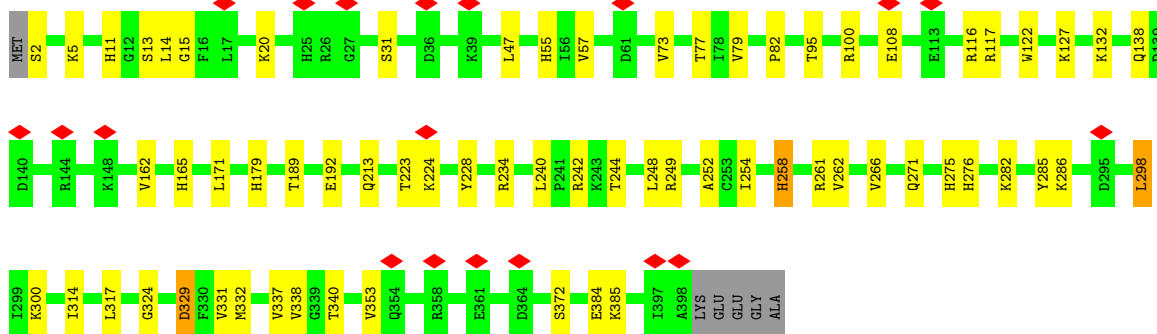 MET S2 K5 H11 G12 S13 L14 G15 F16 L17 K20 H25 R26 G27 S31 D36 K39 L47 H55 I56 V57 D61 V73 T77 I78 V79 P82 T95 R100 E108 E113 R116 R117 W122 K127 K132 Q138 D139
D140 R144 K148 V162 H165 L171 H179 T189 E192 Q213 T223 K224 Y228 R234 L240 P241 R242 K243 T244 L248 R249 A252 C253 I254 H258 R261 V262 V266 Q271 H275 H276 K282 Y285 K286 D295 L298
I299 K300 I314 L317 G324 D329 F330 V331 M332 V337 V338 G339 T340 V353 Q354 R358 E361 D364 S372 E384 K385 I397 A398 LYS GLU GLU GLY ALA